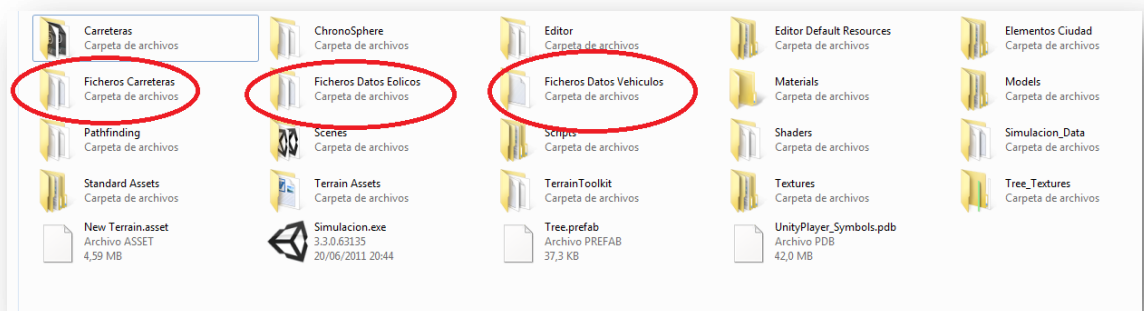 Carreteras
Carpeta de archivos
ChronoSphere
Carpeta de archivos
Editor
Carpeta de archivos
Editor Default Resources
Carpeta de archivos
Elementos Ciudad
Carpeta de archivos
Ficheros Carreteras
Carpeta de archivos
Ficheros Datos Eolicos
Carpeta de archivos
Ficheros Datos Vehiculos
Carpeta de archivos
Materials
Carpeta de archivos
Models
Carpeta de archivos
Pathfinding
Carpeta de archivos
Scenes
Carpeta de archivos
Scripts
Carpeta de archivos
Shaders
Carpeta de archivos
Simulacion_Data
Carpeta de archivos
Standard Assets
Carpeta de archivos
Terrain Assets
Carpeta de archivos
TerrainToolkit
Carpeta de archivos
Textures
Carpeta de archivos
Tree_Textures
Carpeta de archivos
New Terrain.asset
Archivo ASSET
4,59 MB
Simulacion.exe
3.3.0.63135
20/06/2011 20:44
Tree.prefab
Archivo PREFAB
37,3 KB
UnityPlayer_Symbols.pdb
Archivo PDB
42,0 MB